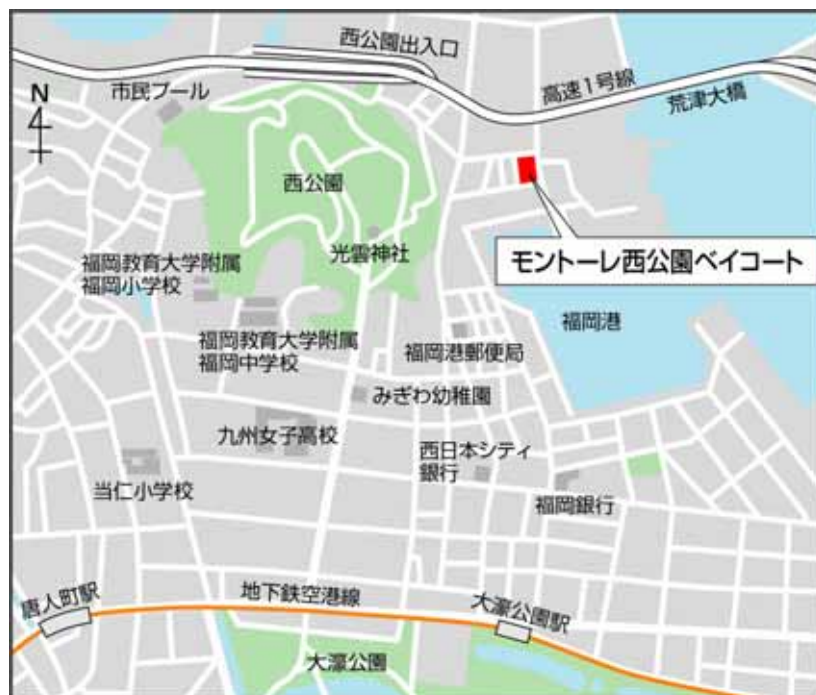 西公園出入口
高速1号線
荒津大橋
市民プール
N
西公園
モントーレ西公園ベイコート
光雲神社
福岡教育大学附属
福岡小学校
福岡港
福岡教育大学附属
福岡中学校
福岡港郵便局
みぎわ幼稚園
九州女子高校
西日本シティ
銀行
当仁小学校
福岡銀行
唐人町駅
地下鉄空港線
大濠公園駅
大濠公園